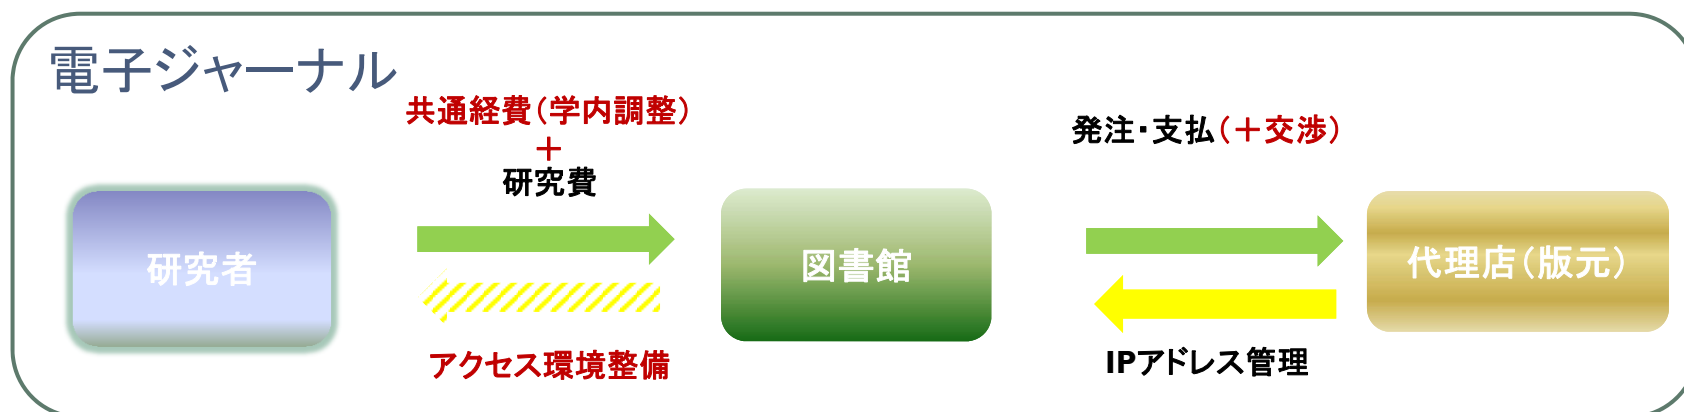 電子ジャーナル
共通経費(学内調整)
+
研究費
発注・支払(+交渉)
研究者
図書館
代理店(版元)
アクセス環境整備
IPアドレス管理